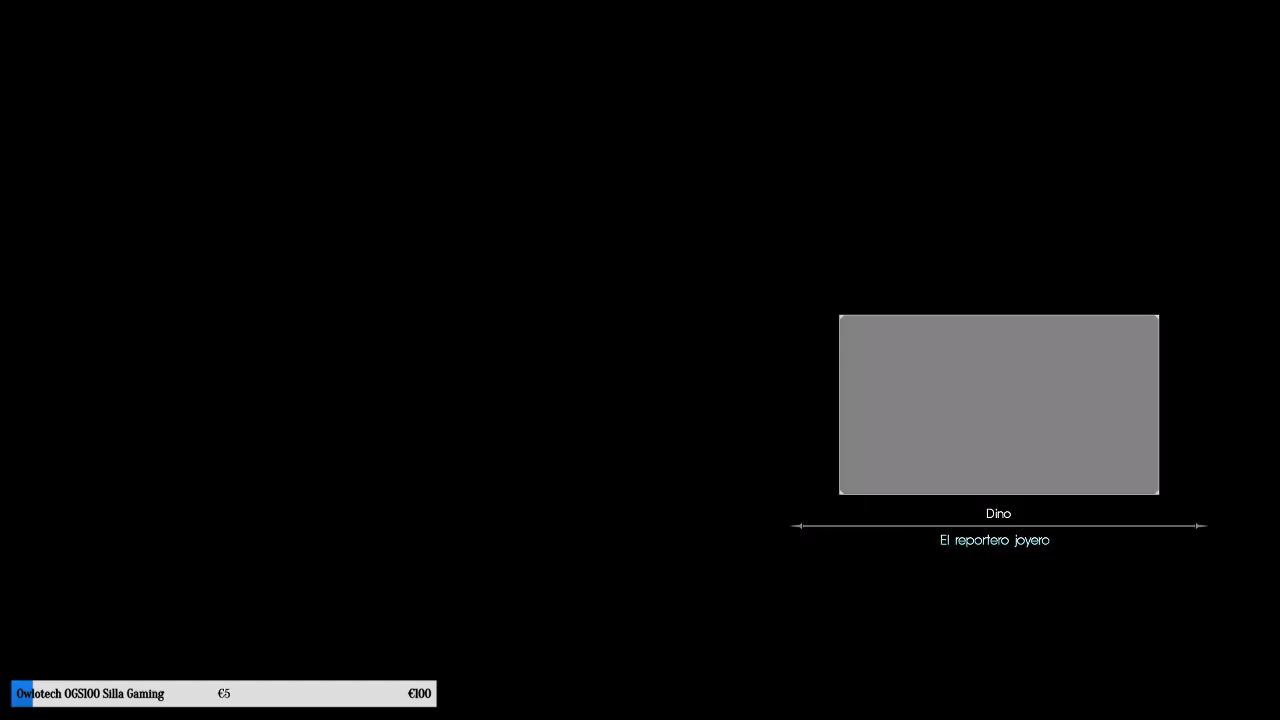 Dino
El reportero joyero
Owlotech OGS100 Silla Gaming €5 €100